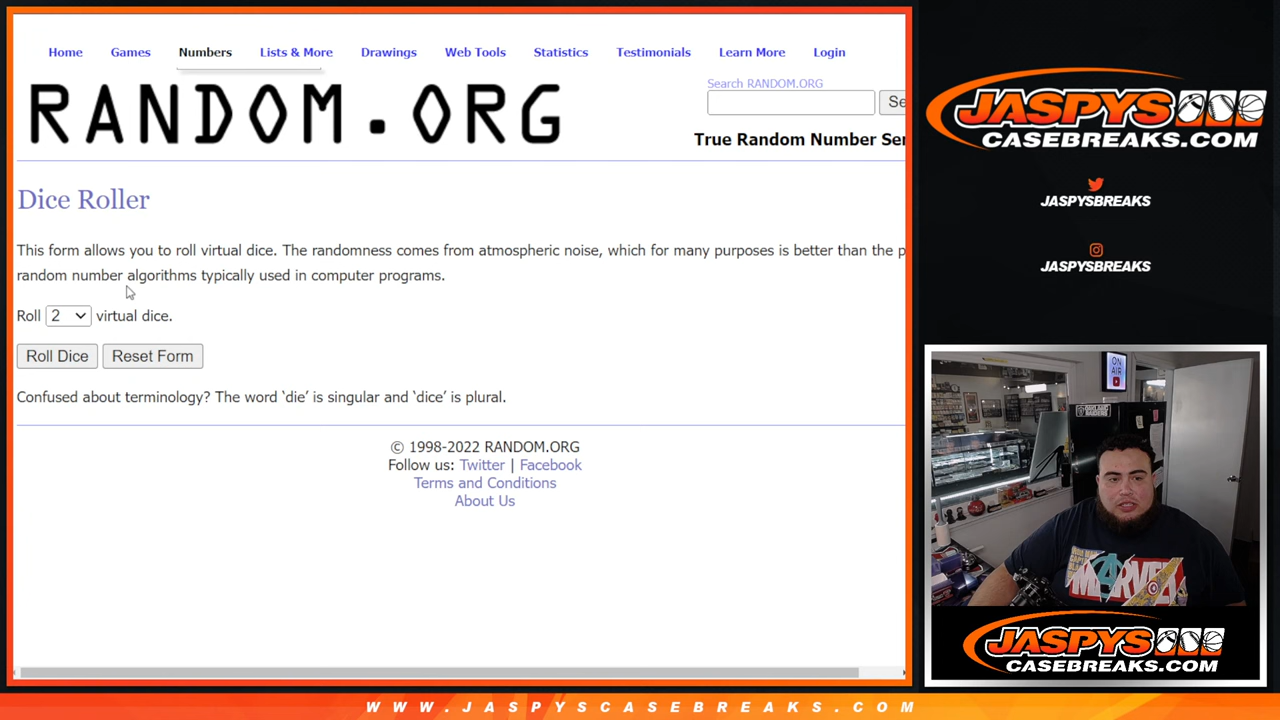 Home Games Numbers Lists & More Drawings Web Tools Statistics Testimonials Learn More Login
RANDOM.ORG
Search RANDOM.ORG
Se
True Random Number Ser
Dice Roller
This form allows you to roll virtual dice. The randomness comes from atmospheric noise, which for many purposes is better than the p
random number algorithms typically used in computer programs.
Roll 2 virtual dice.
Roll Dice Reset Form
Confused about terminology? The word ‘die’ is singular and ‘dice’ is plural.
© 1998-2022 RANDOM.ORG
Follow us: Twitter | Facebook
Terms and Conditions
About Us
JASPYS
CASEBREAKS.COM
JASPYSBREAKS
JASPYSBREAKS
ON
AIR
MARVEL
JASPYS
CASEBREAKS.COM
WWW.JASPYSCASEBREAKS.COM